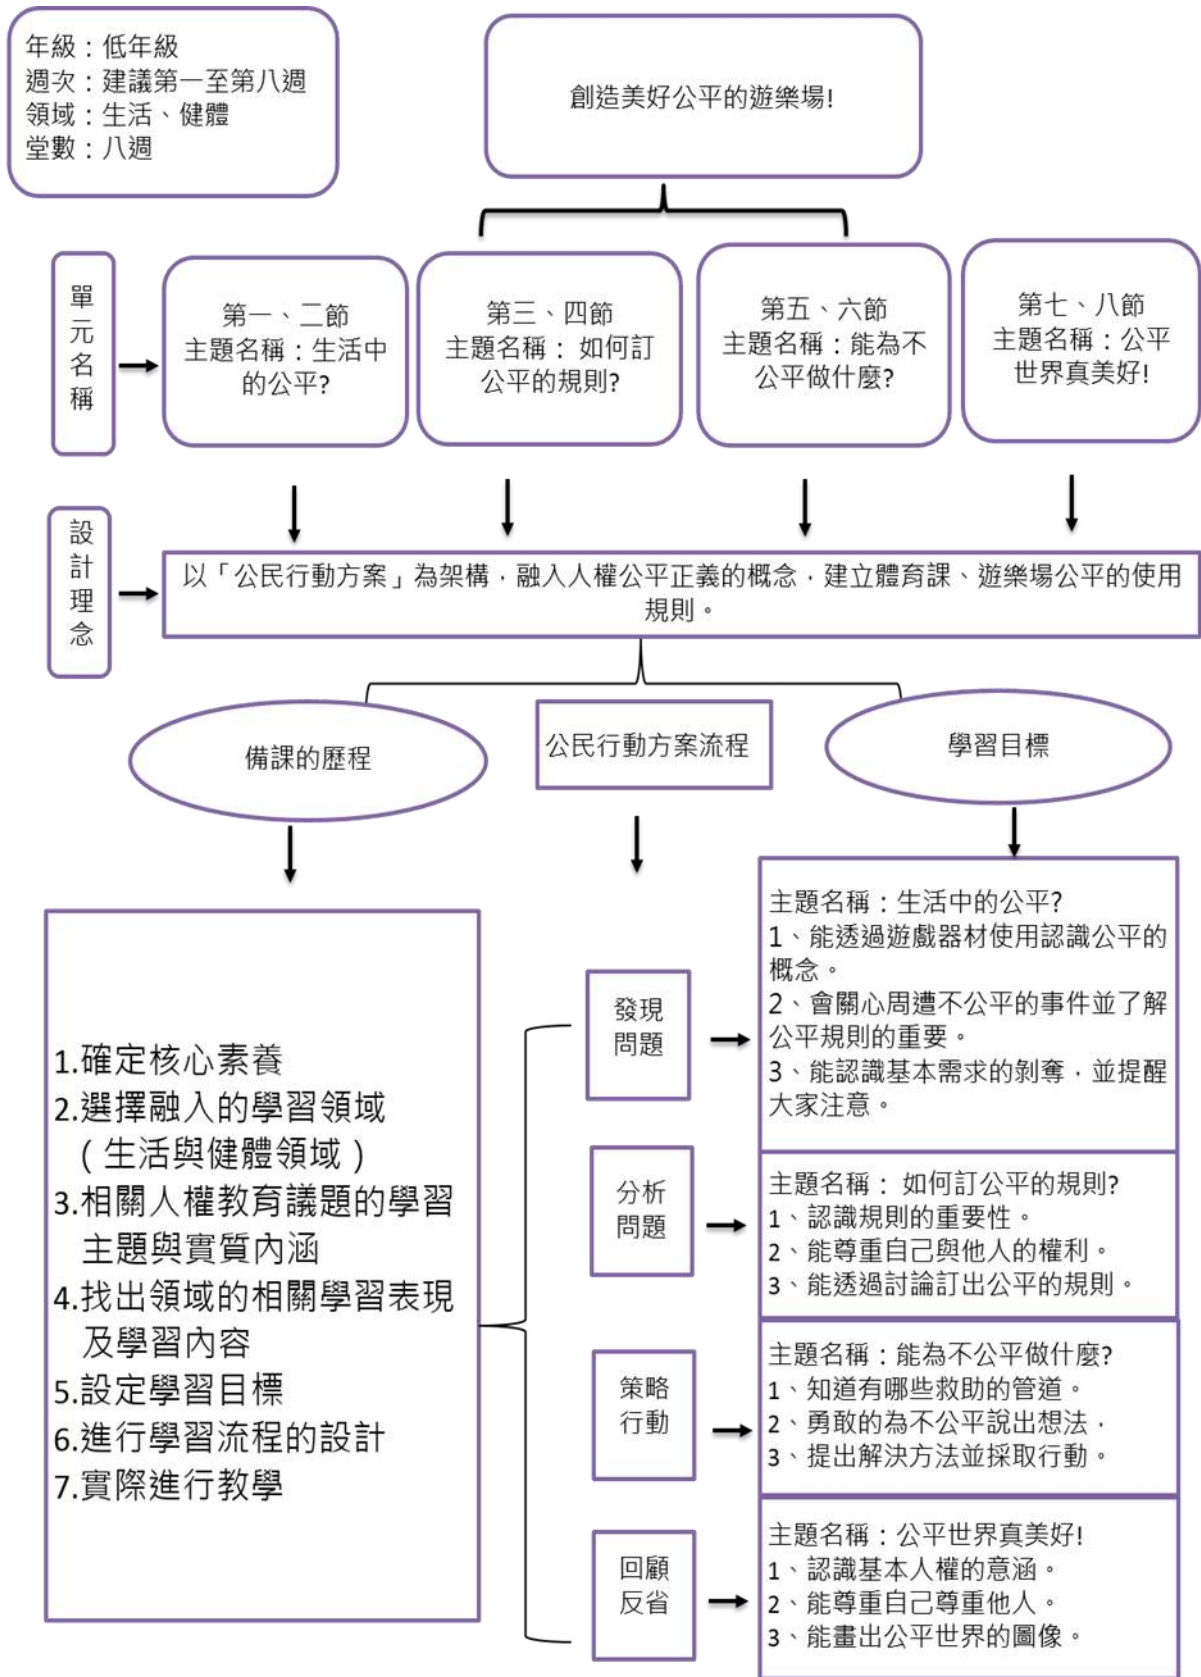 年級：低年級
週次：建議第一至第八週
領域：生活、健體
堂數：八週
創造美好公平的遊樂場!
單元名稱
第一、二節
主題名稱：生活中
的公平?
第三、四節
主題名稱： 如何訂
公平的規則?
第五、六節
主題名稱：能為不
公平做什麼?
第七、八節
主題名稱：公平
世界真美好!
設計理念
以「公民行動方案」為架構，融入人權公平正義的概念，建立體育課、遊樂場公平的使用
規則。
備課的歷程
公民行動方案流程
學習目標
1.確定核心素養
2.選擇融入的學習領域
（生活與健體領域）
3.相關人權教育議題的學習
主題與實質內涵
4.找出領域的相關學習表現
及學習內容
5.設定學習目標
6.進行學習流程的設計
7.實際進行教學
發現
問題
主題名稱：生活中的公平?
1、能透過遊戲器材使用認識公平的
概念。
2、會關心周遭不公平的事件並了解
公平規則的重要。
3、能認識基本需求的剝奪，並提醒
大家注意。
分析
問題
主題名稱： 如何訂公平的規則?
1、認識規則的重要性。
2、能尊重自己與他人的權利。
3、能透過討論訂出公平的規則。
策略
行動
主題名稱：能為不公平做什麼?
1、知道有哪些救助的管道。
2、勇敢的為不公平說出想法，
3、提出解決方法並採取行動。
回顧
反省
主題名稱：公平世界真美好!
1、認識基本人權的意涵。
2、能尊重自己尊重他人。
3、能畫出公平世界的圖像。